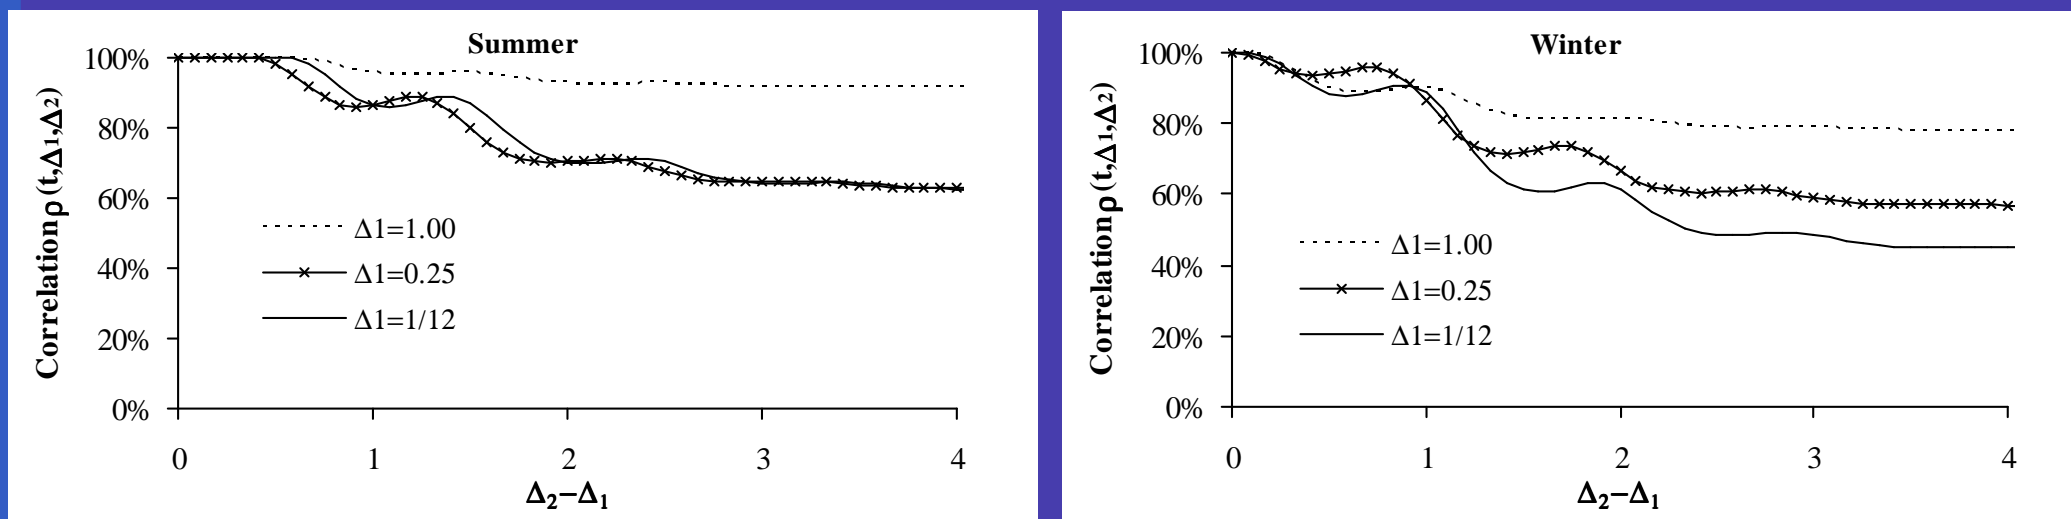 Summer
Correlation ρ (t,Δ1,Δ2)
100%
80%
60%
40%
20%
0%
Δ1=1.00
Δ1=0.25
Δ1=1/12
0 1 2 3 4
Δ2−Δ1
Winter
Correlation ρ (t,Δ1,Δ2)
100%
80%
60%
40%
20%
0%
Δ1=1.00
Δ1=0.25
Δ1=1/12
0 1 2 3 4
Δ2−Δ1